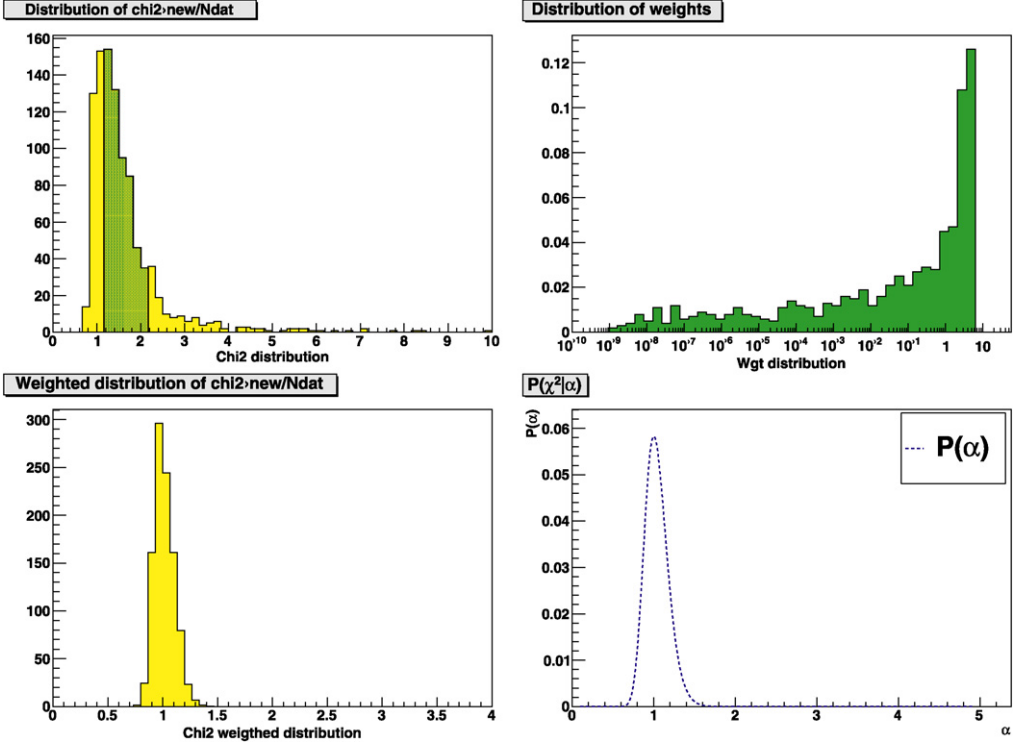 Distribution of chi2›new/Ndat
160
140
120
100
80
60
40
20
0
0 1 2 3 4 5 6 7 8 9 10
Chi2 distribution
Distribution of weights
0.12
0.1
0.08
0.06
0.04
0.02
0
10⁻¹⁰ 10⁻⁹ 10⁻⁸ 10⁻⁷ 10⁻⁶ 10⁻⁵ 10⁻⁴ 10⁻³ 10⁻² 10⁻¹ 1 10
Wgt distribution
Weighted distribution of chi2›new/Ndat
300
250
200
150
100
50
0
0 0.5 1 1.5 2 2.5 3 3.5 4
Chi2 weigthed distribution
P(χ²|α)
P(α)
0.06
0.05
0.04
0.03
0.02
0.01
0
0 1 2 3 4 5
α
P(α)